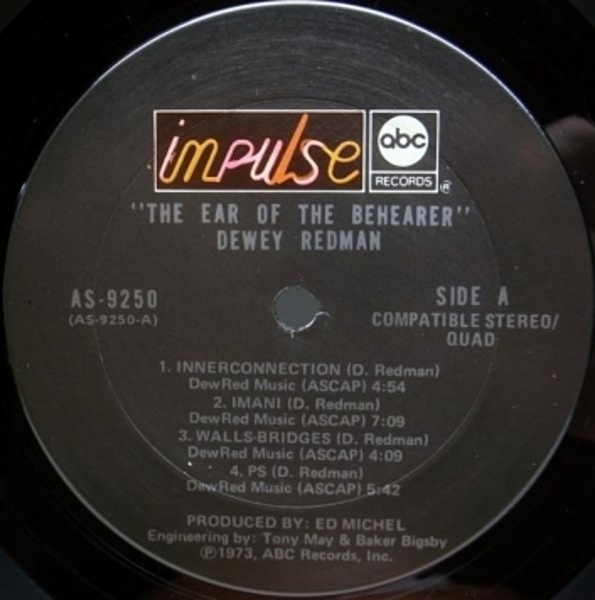 impulse abc
RECORDS ®
"THE EAR OF THE BEHEARER"
DEWEY REDMAN
AS-9250
(AS-9250-A)
SIDE A
COMPATIBLE STEREO/
QUAD
1. INNERCONNECTION (D. Redman)
DewRed Music (ASCAP) 4:54
2. IMANI (D. Redman)
DewRed Music (ASCAP) 7:09
3. WALLS-BRIDGES (D. Redman)
DewRed Music (ASCAP) 4:09
4. PS (D. Redman)
DewRed Music (ASCAP) 5:42
PRODUCED BY: ED MICHEL
Engineering by: Tony May & Baker Bigsby
Ⓟ1973, ABC Records, Inc.